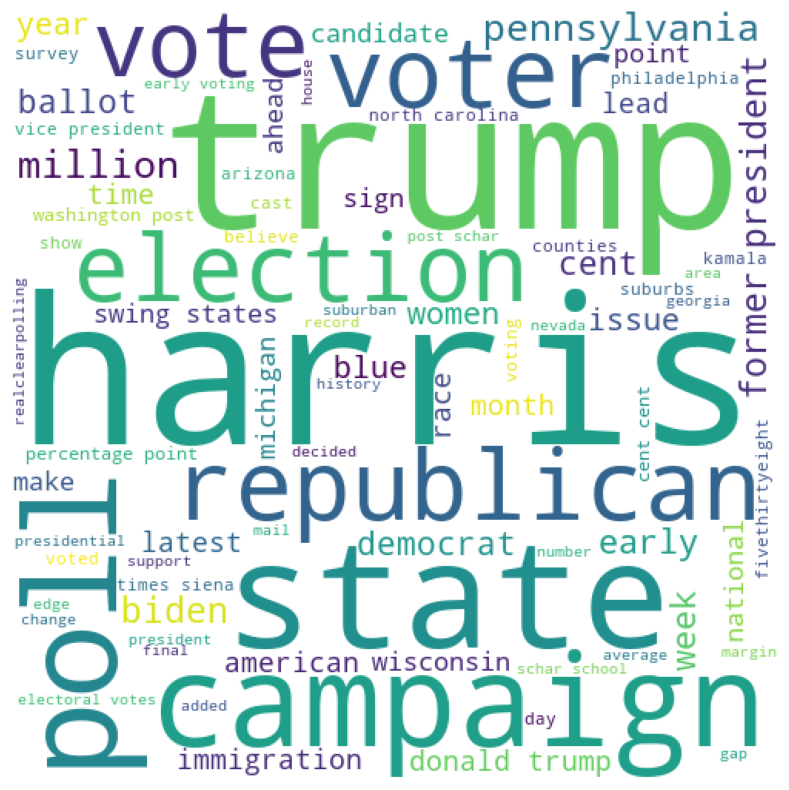 year
vote
candidate
pennsylvania
survey
voter
point
early voting
house
philadelphia
ballot
ahead
lead
north carolina
vice president
trump
million
arizona
time
sign
cast
washington post
believe
post schar
show
election
counties
cent
kamala
former president
area
suburbs
georgia
swing states
suburban
women
issue
record
nevada
realclearpolling
harris
voting
michigan
blue
race
history
month
cent cent
decided
percentage point
make
republican
fivethirtyeight
poll
presidential
latest
mail
democrat
early
voted
support
number
national
times siena
state
edge
biden
week
change
president
final
american
wisconsin
average
margin
schar school
electoral votes
added
campaign
day
gap
immigration
donald trump